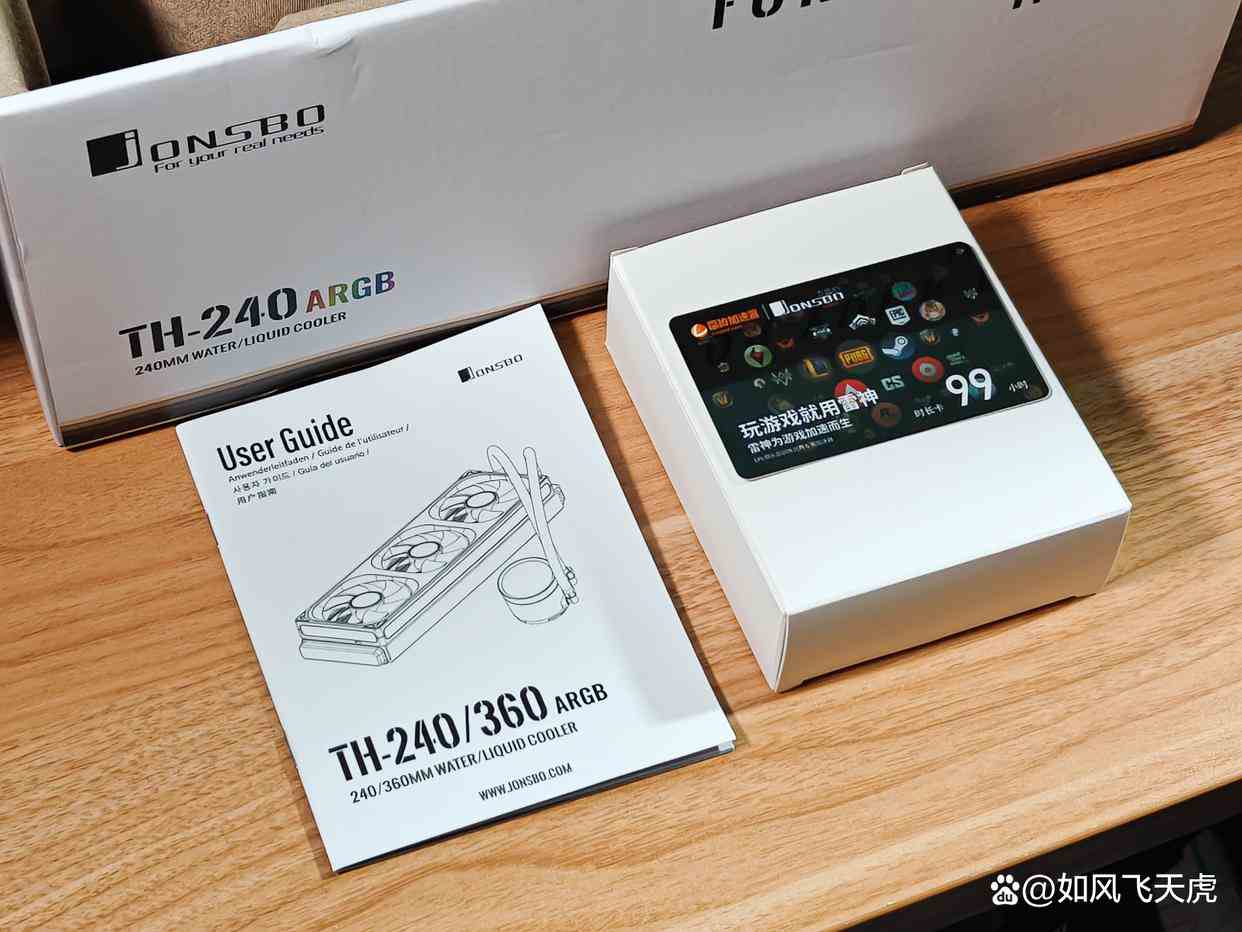 JONSBO
For your real needs
TH-240 ARGB
240MM WATER/LIQUID COOLER
JONSBO
User Guide
Anwenderleitfaden / Guide de l'utilisateur /
사용자 가이드 / Guía del usuario /
用户指南
TH-240/360 ARGB
240/360MM WATER/LIQUID COOLER
WWW.JONSBO.COM
JONSBO
EPIC
PUBG
CS
玩游戏就用雷神
雷神为游戏加速而生
时长卡 99 小时
@如风飞天虎